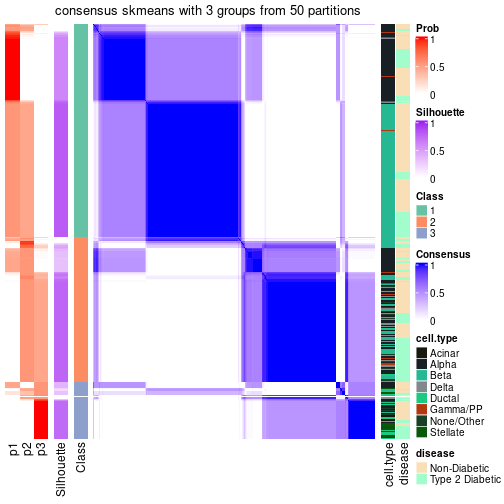 consensus skmeans with 3 groups from 50 partitions
Prob
1
0.5
0
Silhouette
1
0.5
0
Class
1
2
3
Consensus
1
0.5
0
cell.type
Acinar
Alpha
Beta
Delta
Ductal
Gamma/PP
None/Other
Stellate
disease
Non-Diabetic
Type 2 Diabetic
p1
p2
p3
Silhouette
Class
cell.type
disease